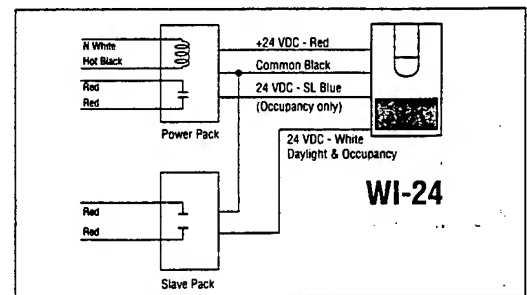 N White
Hot Black
Red
Red
Power Pack
+24 VDC - Red
Common Black
24 VDC - SL Blue
(Occupancy only)
24 VDC - White
Daylight & Occupancy
WI-24
Red
Red
Slave Pack